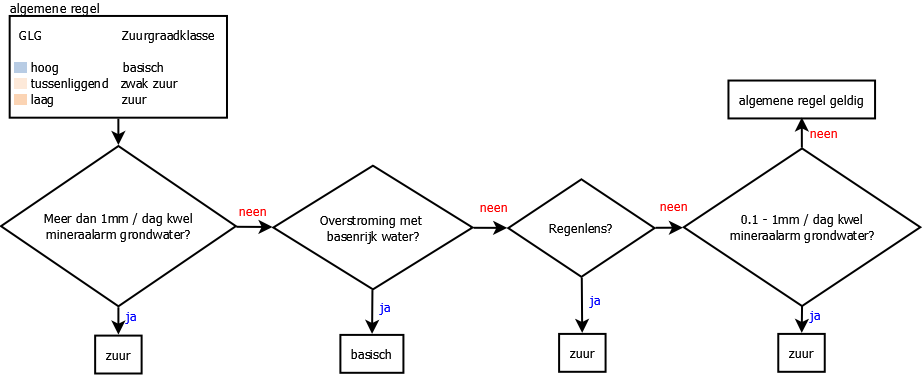 algemene regel
GLG Zuurgraadklasse
hoog basisch
tussenliggend zwak zuur
laag zuur
Meer dan 1mm / dag kwel
mineraalarm grondwater?
neen
ja
zuur
Overstroming met
basenrijk water?
neen
ja
basisch
Regenlens?
neen
ja
zuur
0.1 - 1mm / dag kwel
mineraalarm grondwater?
neen
algemene regel geldig
ja
zuur